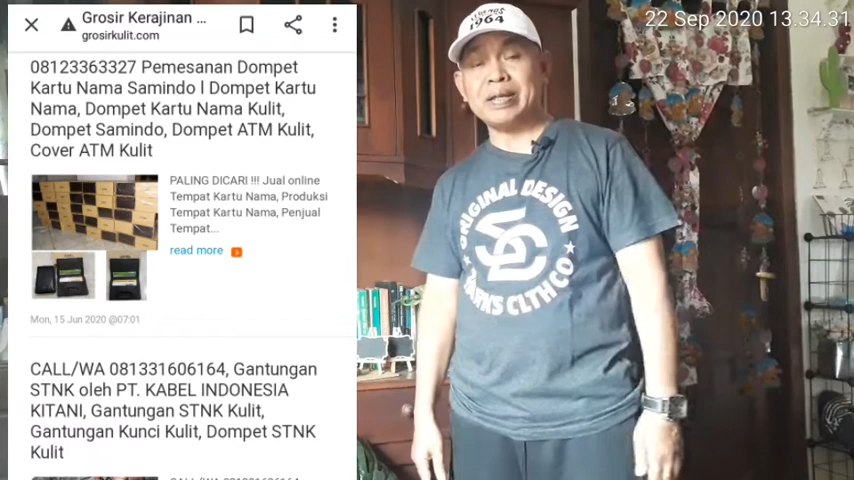 Grosir Kerajinan ...
grosirkulit.com
08123363327 Pemesanan Dompet
Kartu Nama Samindo l Dompet Kartu
Nama, Dompet Kartu Nama Kulit,
Dompet Samindo, Dompet ATM Kulit,
Cover ATM Kulit
PALING DICARI !!! Jual online
Tempat Kartu Nama, Produksi
Tempat Kartu Nama, Penjual
Tempat...
read more
Mon, 15 Jun 2020 @07:01
CALL/WA 081331606164, Gantungan
STNK oleh PT. KABEL INDONESIA
KITANI, Gantungan STNK Kulit,
Gantungan Kunci Kulit, Dompet STNK
Kulit
CALL/WA 081331606164
22 Sep 2020 13.34.31
1964
ORIGINAL DESIGN
CLTH CO